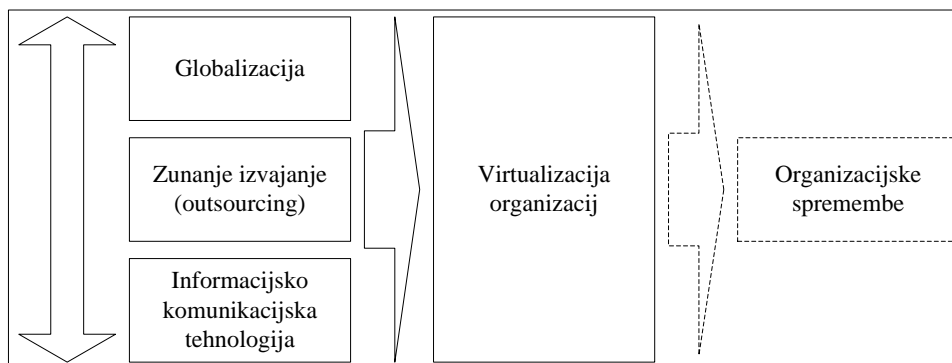 Globalizacija
Zunanje izvajanje
(outsourcing)
Informacijsko
komunikacijska
tehnologija
Virtualizacija
organizacij
Organizacijske
spremembe